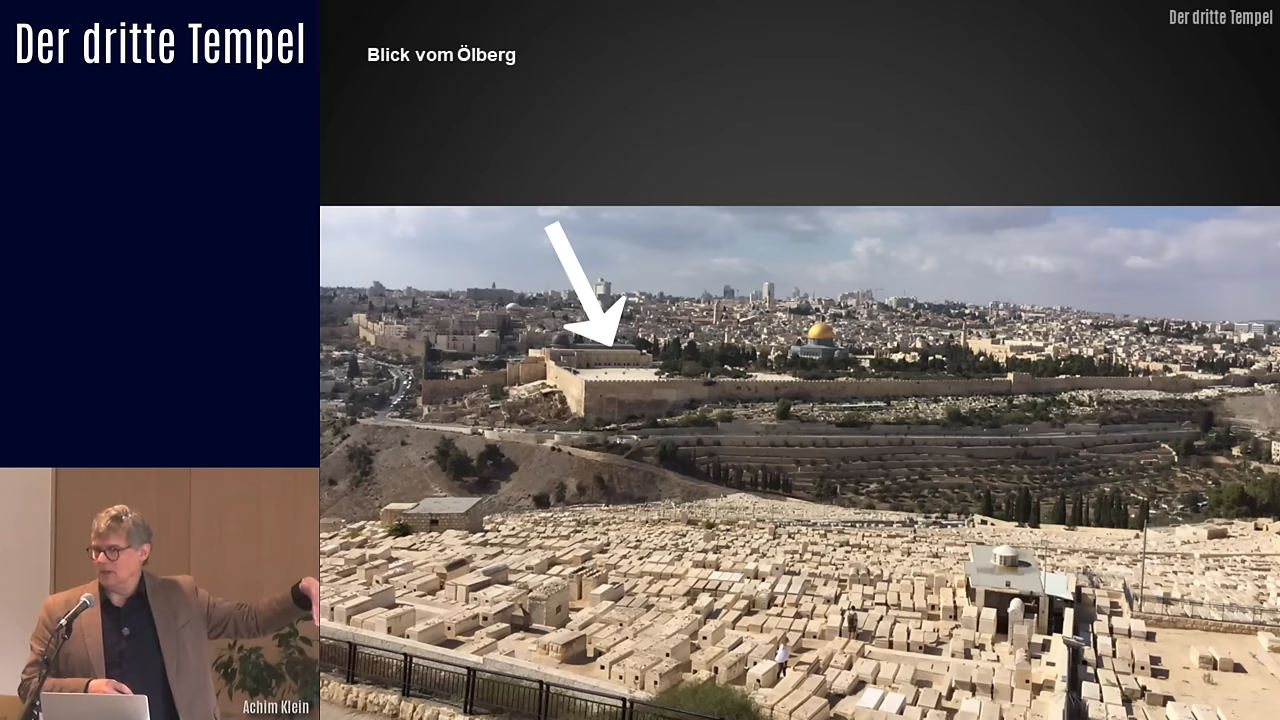 Der dritte Tempel
Der dritte Tempel
Blick vom Ölberg
Achim Klein